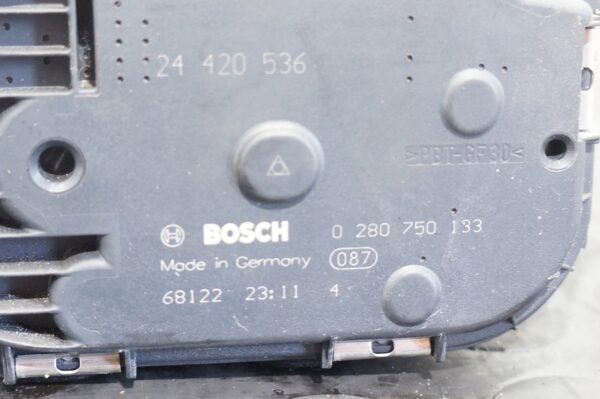 24 420 536
>PBT-GF30<
BOSCH 0 280 750 133
Made in Germany 087
68122 23:11 4